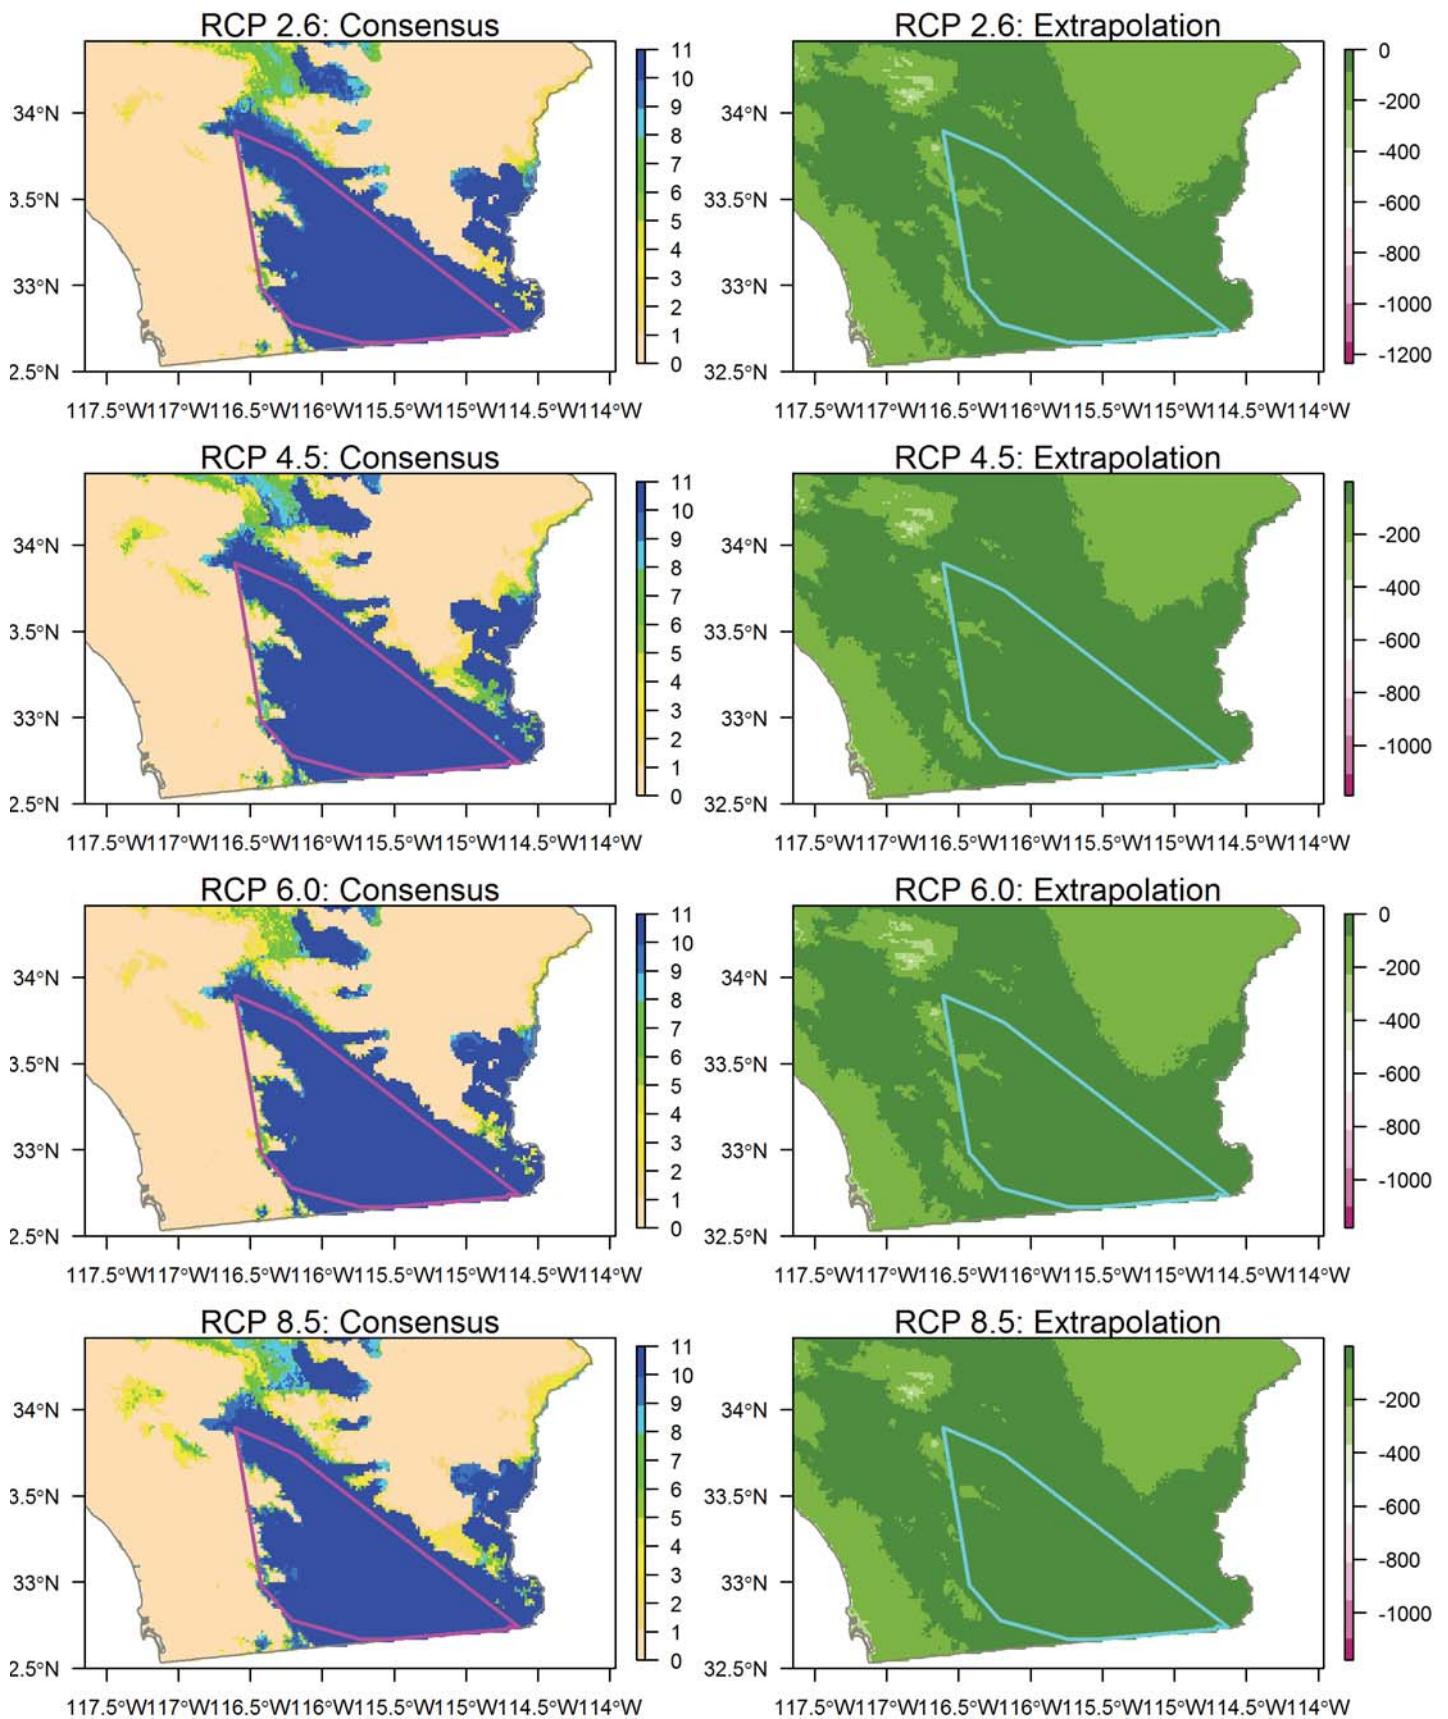 RCP 2.6: Consensus
34°N
3.5°N
33°N
2.5°N
117.5°W117°W116.5°W116°W115.5°W115°W114.5°W114°W
11
10
9
8
7
6
5
4
3
2
1
0
RCP 2.6: Extrapolation
34°N
33.5°N
33°N
32.5°N
117.5°W117°W116.5°W116°W115.5°W115°W114.5°W114°W
0
-200
-400
-600
-800
-1000
-1200
RCP 4.5: Consensus
34°N
3.5°N
33°N
2.5°N
117.5°W117°W116.5°W116°W115.5°W115°W114.5°W114°W
11
10
9
8
7
6
5
4
3
2
1
0
RCP 4.5: Extrapolation
34°N
33.5°N
33°N
32.5°N
117.5°W117°W116.5°W116°W115.5°W115°W114.5°W114°W
-200
-400
-600
-800
-1000
RCP 6.0: Consensus
34°N
3.5°N
33°N
2.5°N
117.5°W117°W116.5°W116°W115.5°W115°W114.5°W114°W
11
10
9
8
7
6
5
4
3
2
1
0
RCP 6.0: Extrapolation
34°N
33.5°N
33°N
32.5°N
117.5°W117°W116.5°W116°W115.5°W115°W114.5°W114°W
0
-200
-400
-600
-800
-1000
RCP 8.5: Consensus
34°N
3.5°N
33°N
2.5°N
117.5°W117°W116.5°W116°W115.5°W115°W114.5°W114°W
11
10
9
8
7
6
5
4
3
2
1
0
RCP 8.5: Extrapolation
34°N
33.5°N
33°N
32.5°N
117.5°W117°W116.5°W116°W115.5°W115°W114.5°W114°W
-200
-400
-600
-800
-1000